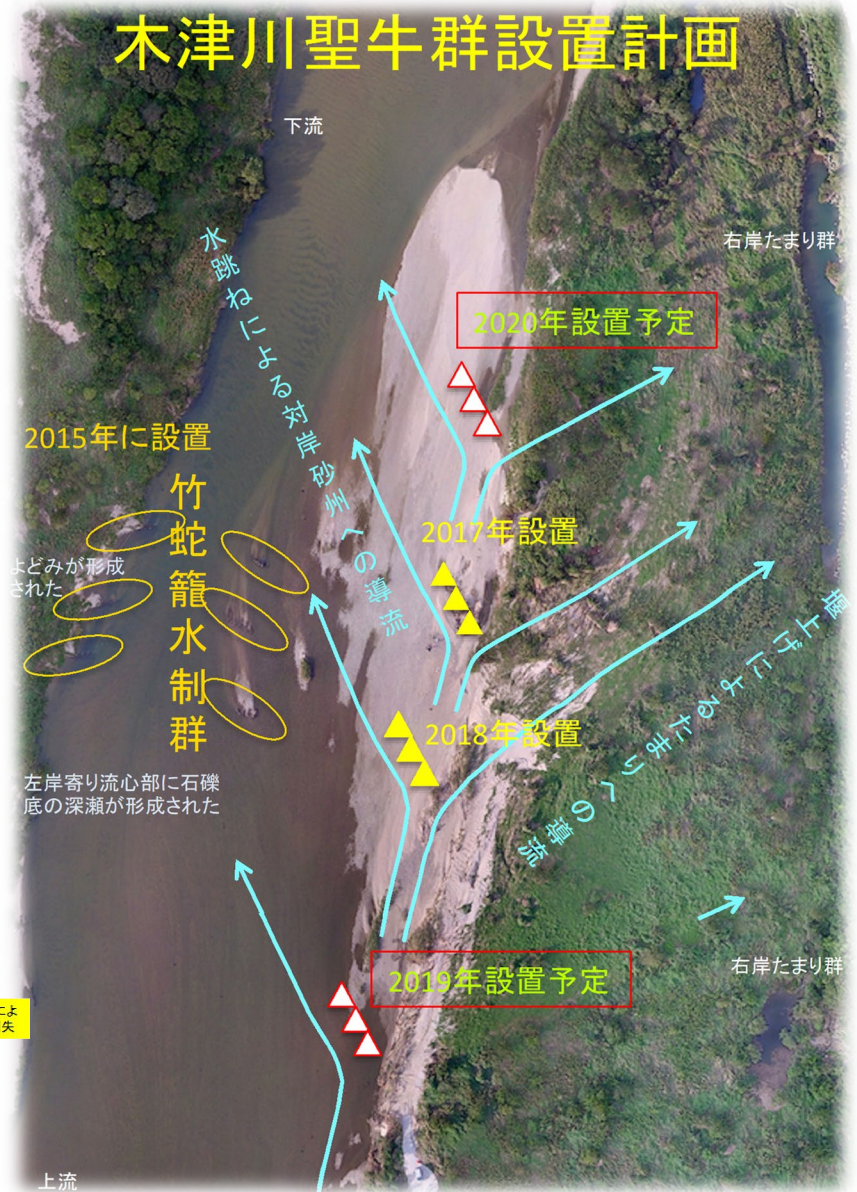 木津川聖牛群設置計画
下流
右岸たまり群
水跳ねによる対岸砂州への導流
2020年設置予定
2015年に設置
竹蛇籠水制群
2017年設置
よどみが形成
された
堰上げによるたまりへの導流
2018年設置
左岸寄り流心部に石礫
底の深瀬が形成された
右岸たまり群
2019年設置予定
によ
失
上流